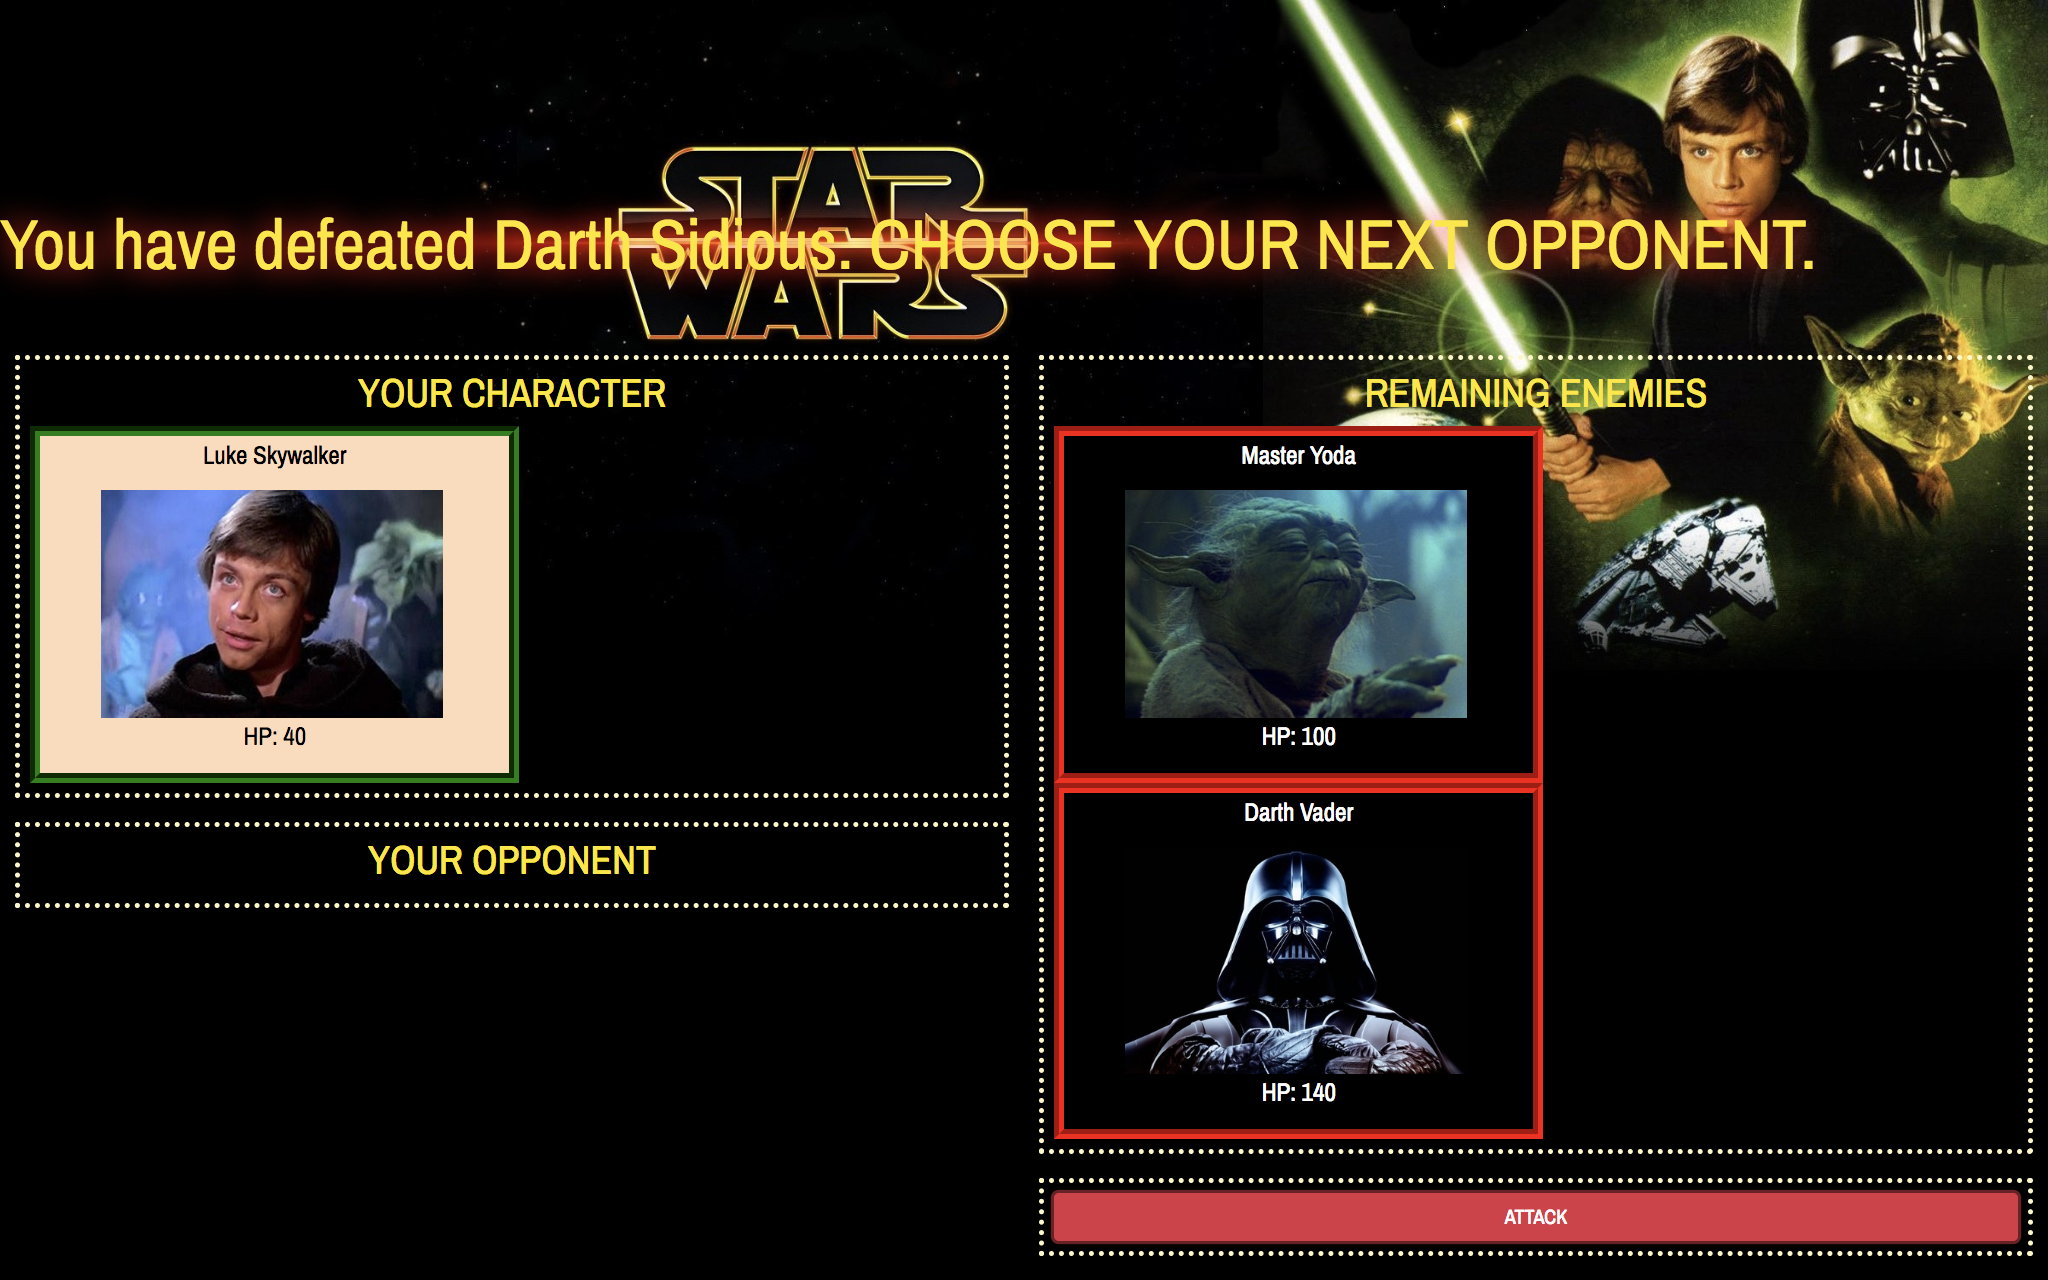 STAR
WARS
You have defeated Darth Sidious. CHOOSE YOUR NEXT OPPONENT.
YOUR CHARACTER
Luke Skywalker
HP: 40
YOUR OPPONENT
REMAINING ENEMIES
Master Yoda
HP: 100
Darth Vader
HP: 140
ATTACK